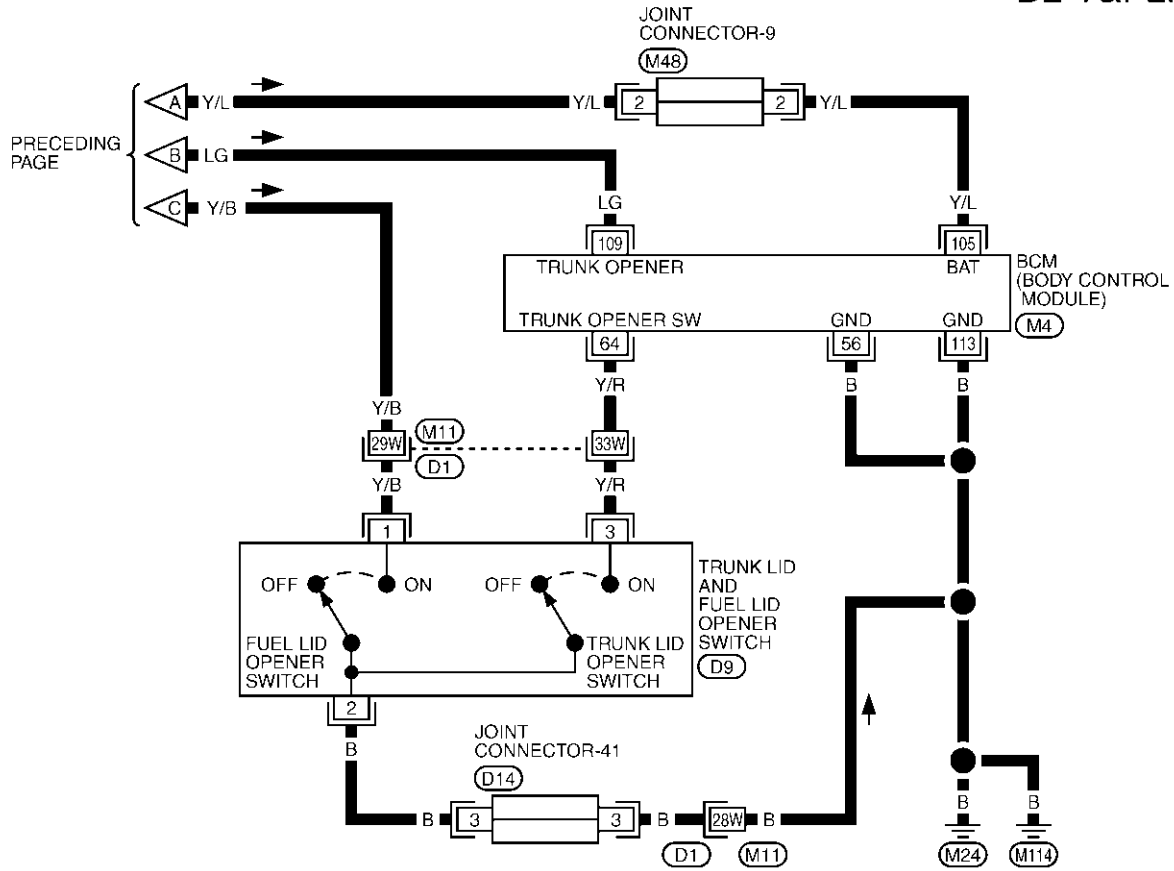 JOINT
CONNECTOR-9
M48
A Y/L Y/L 2 2 Y/L
PRECEDING
PAGE
B LG
C Y/B
LG Y/L
109 105
TRUNK OPENER BAT
BCM
(BODY CONTROL
MODULE)
M4
TRUNK OPENER SW GND GND
64 56 113
Y/R B B
Y/B
29W M11 33W
D1
Y/B Y/R
1 3
OFF ON OFF ON
TRUNK LID
AND
FUEL LID
OPENER
SWITCH
D9
FUEL LID
OPENER
SWITCH
TRUNK LID
OPENER
SWITCH
2
B
JOINT
CONNECTOR-41
D14
B 3 3 B 28W B
D1 M11
B B
M24 M114